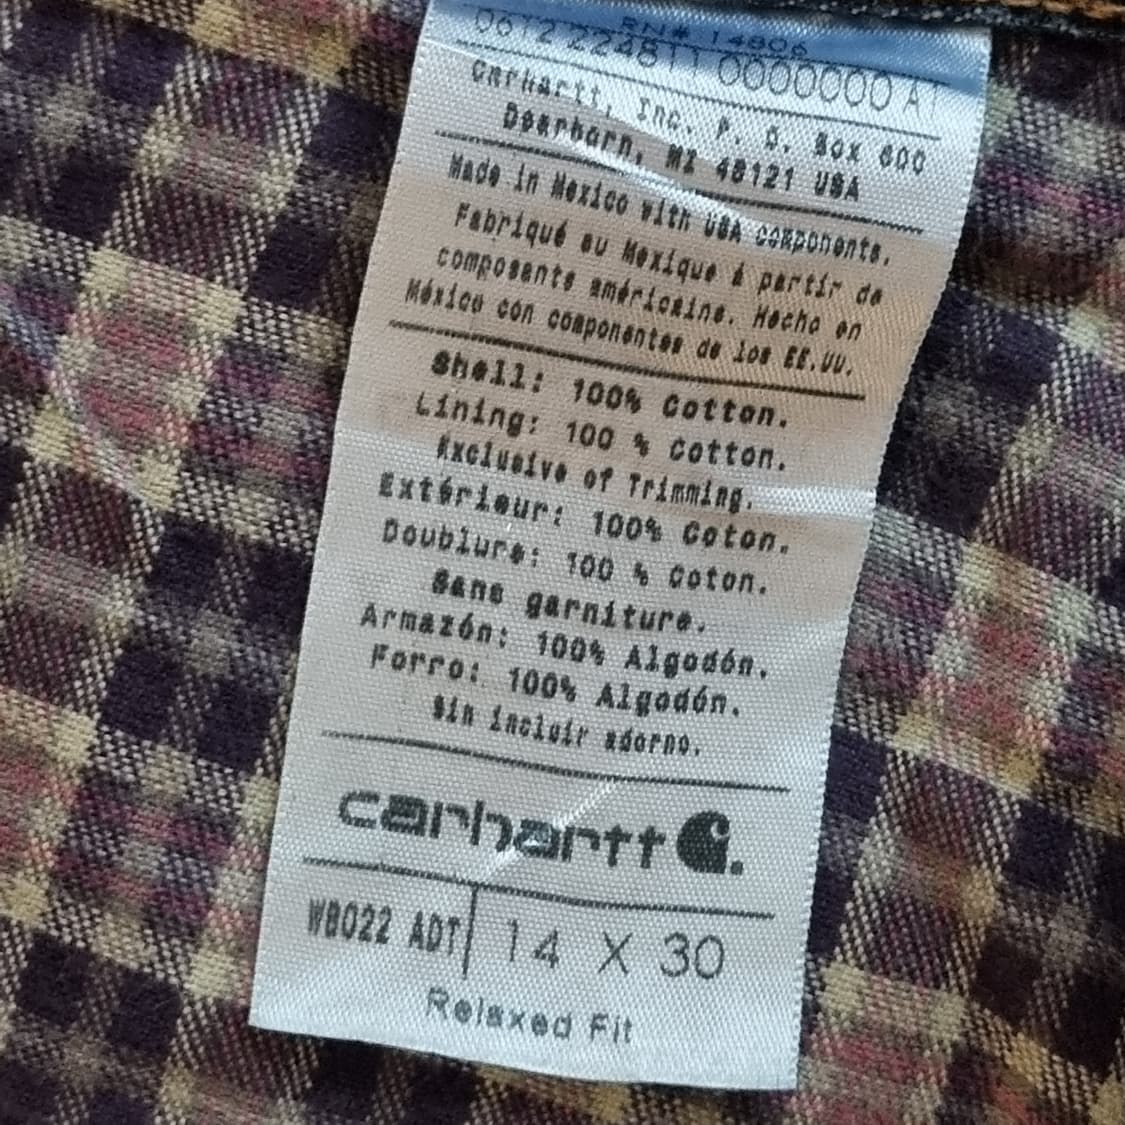 RN# 14806
0612 224811 0000000 A1
Carhartt, Inc. P. O. Box 600
Dearborn, MI 48121 USA
Made in Mexico with USA components.
Fabriqué au Mexique á partir de
composants américains. Hecho en
México con componentes de los EE.UU.
Shell: 100% Cotton.
Lining: 100 % Cotton.
Exclusive of Trimming.
Extérieur: 100% Coton.
Doublure: 100 % Coton.
Sans garniture.
Armazón: 100% Algodón.
Forro: 100% Algodón.
Sin incluir adorno.
carhartt
WB022 ADT 14 X 30
Relaxed Fit